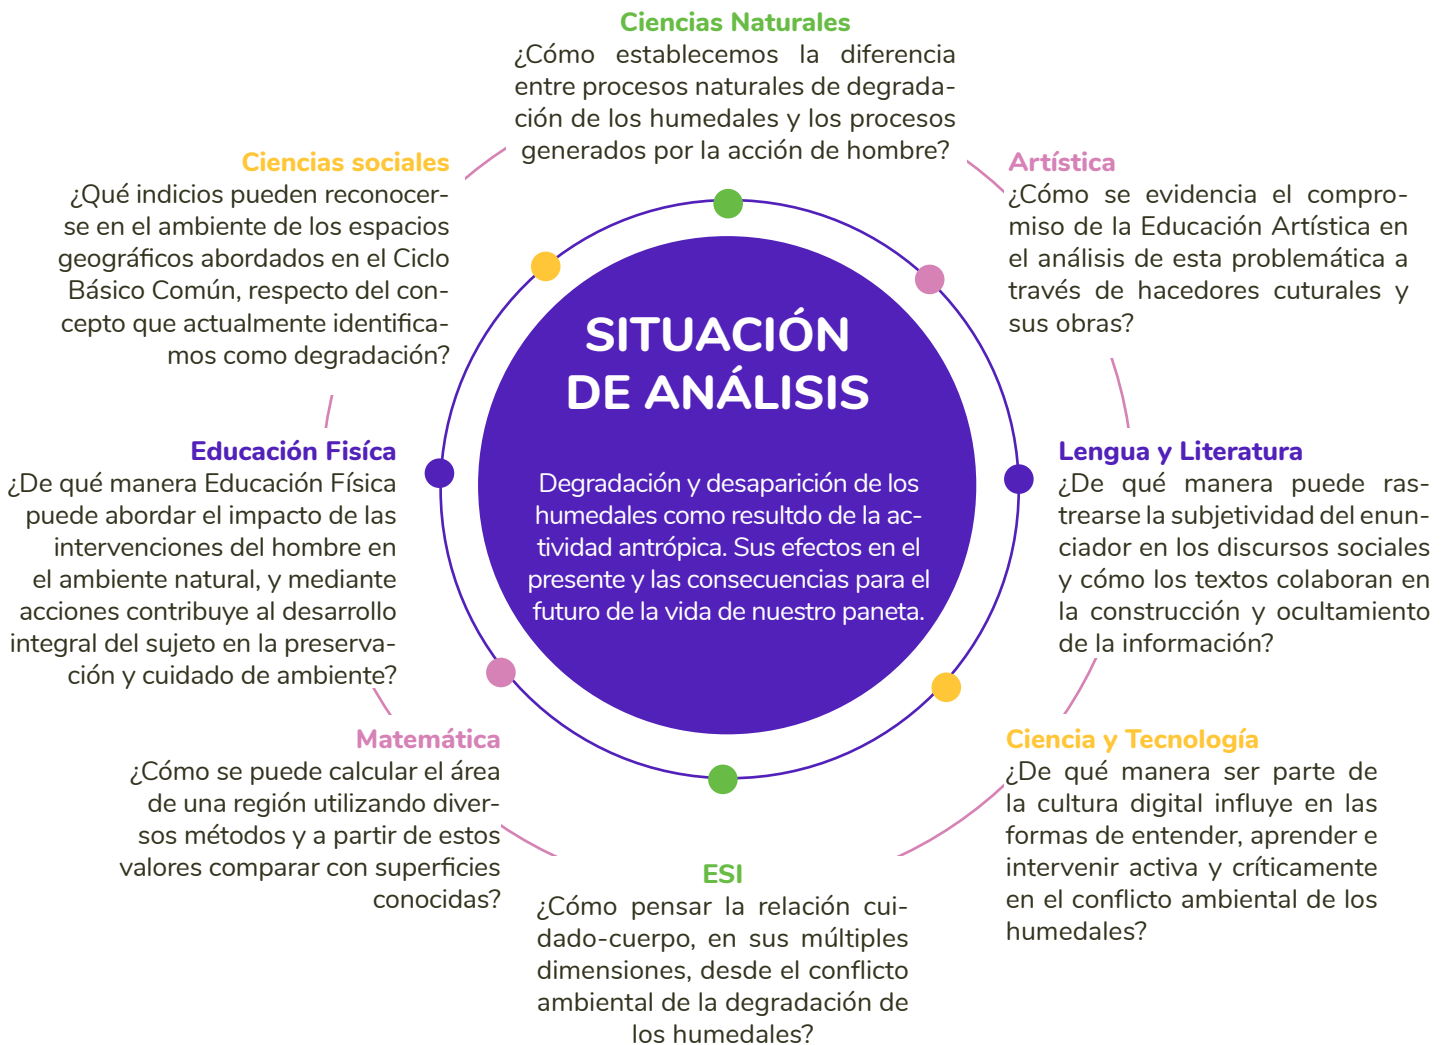 Ciencias Naturales
¿Cómo establecemos la diferencia
entre procesos naturales de degrada-
ción de los humedales y los procesos
generados por la acción de hombre?
Ciencias sociales
¿Qué indicios pueden reconocer-
se en el ambiente de los espacios
geográficos abordados en el Ciclo
Básico Común, respecto del con-
cepto que actualmente identifica-
mos como degradación?
Artística
¿Cómo se evidencia el compro-
miso de la Educación Artística en
el análisis de esta problemática a
través de hacedores cuturales y
sus obras?
SITUACIÓN
DE ANÁLISIS
Degradación y desaparición de los
humedales como resultdo de la ac-
tividad antrópica. Sus efectos en el
presente y las consecuencias para el
futuro de la vida de nuestro paneta.
Educación Fisíca
¿De qué manera Educación Física
puede abordar el impacto de las
intervenciones del hombre en
el ambiente natural, y mediante
acciones contribuye al desarrollo
integral del sujeto en la preserva-
ción y cuidado de ambiente?
Lengua y Literatura
¿De qué manera puede ras-
trearse la subjetividad del enun-
ciador en los discursos sociales
y cómo los textos colaboran en
la construcción y ocultamiento
de la información?
Matemática
¿Cómo se puede calcular el área
de una región utilizando diver-
sos métodos y a partir de estos
valores comparar con superficies
conocidas?
Ciencia y Tecnología
¿De qué manera ser parte de
la cultura digital influye en las
formas de entender, aprender e
intervenir activa y críticamente
en el conflicto ambiental de los
humedales?
ESI
¿Cómo pensar la relación cui-
dado-cuerpo, en sus múltiples
dimensiones, desde el conflicto
ambiental de la degradación de
los humedales?